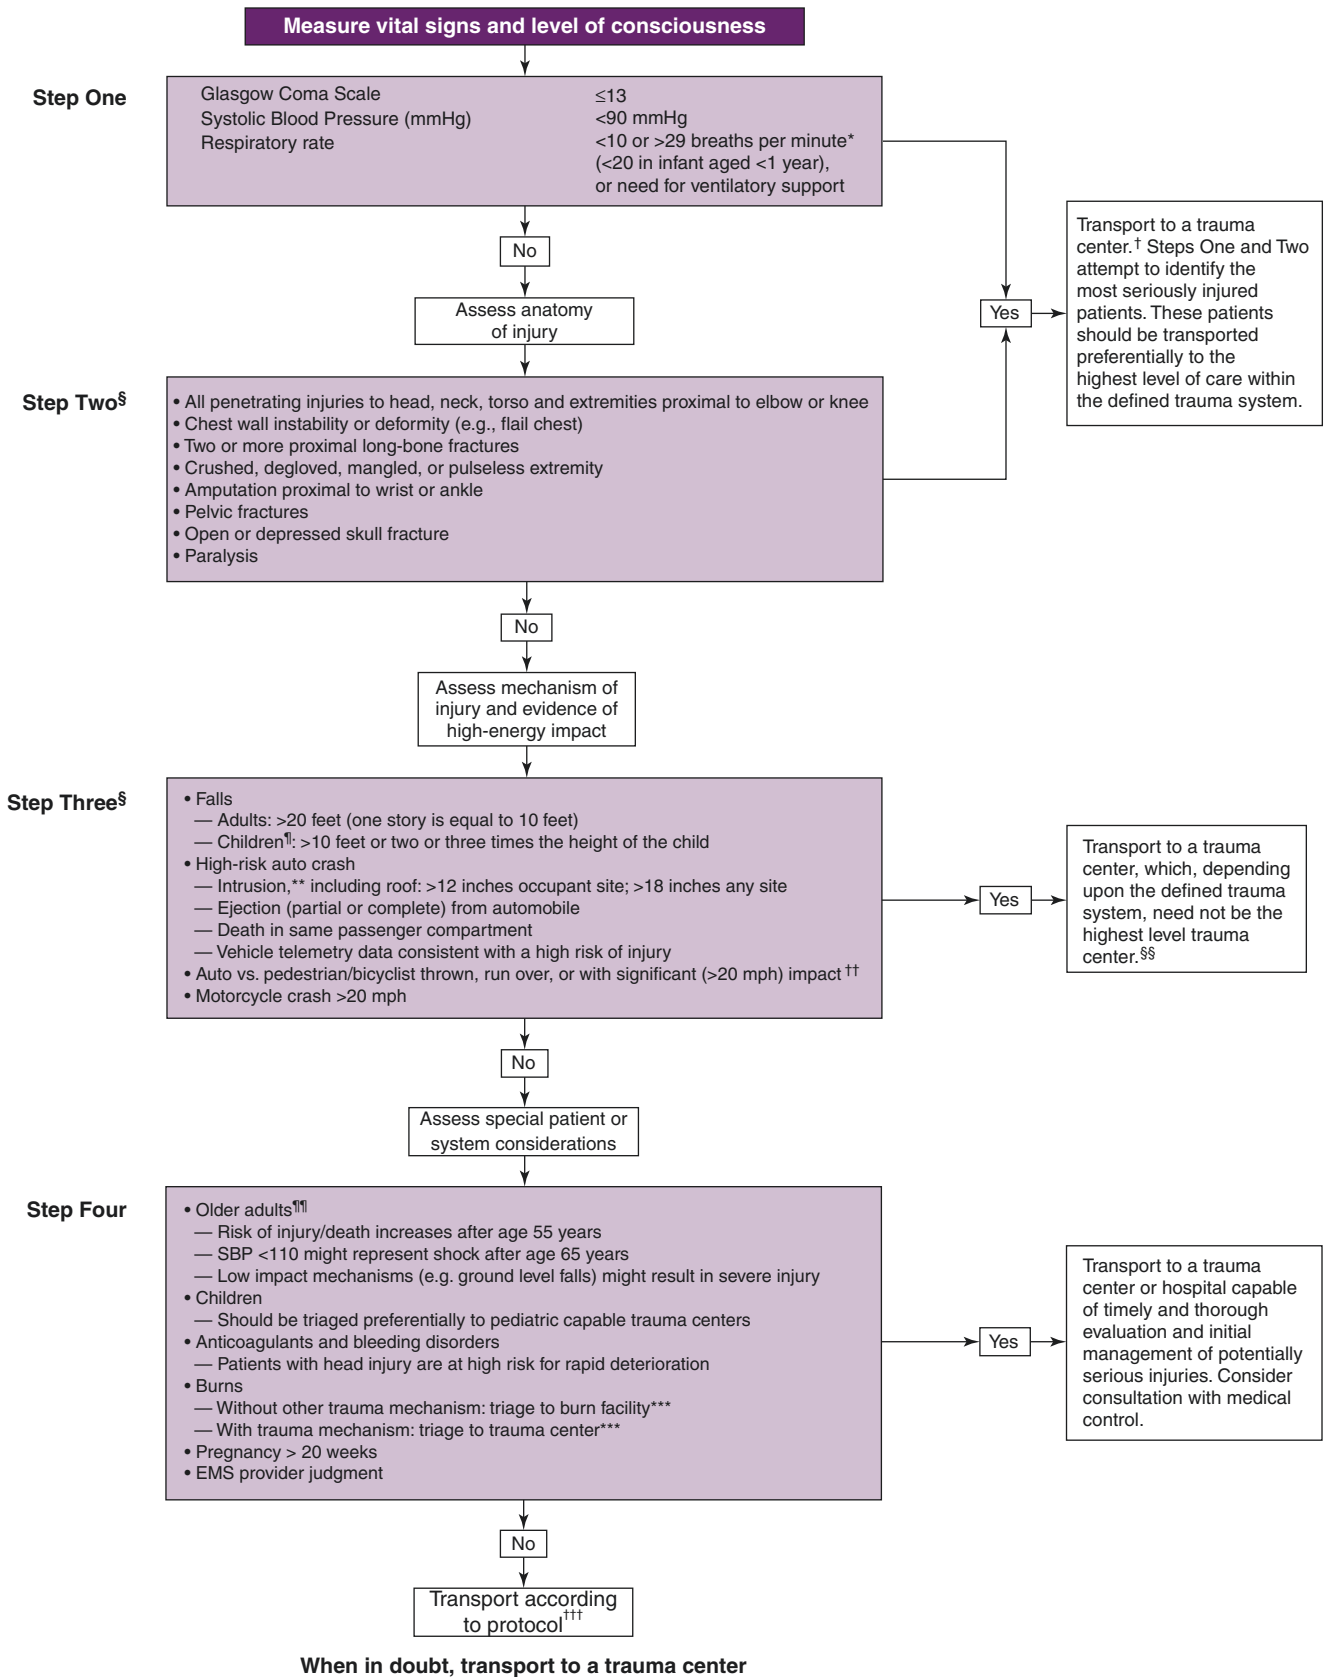 Measure vital signs and level of consciousness
Step One
Glasgow Coma Scale ≤13
Systolic Blood Pressure (mmHg) <90 mmHg
Respiratory rate <10 or >29 breaths per minute*
(<20 in infant aged <1 year),
or need for ventilatory support
No
Assess anatomy
of injury
Yes
Transport to a trauma
center.† Steps One and Two
attempt to identify the
most seriously injured
patients. These patients
should be transported
preferentially to the
highest level of care within
the defined trauma system.
Step Two§
• All penetrating injuries to head, neck, torso and extremities proximal to elbow or knee
• Chest wall instability or deformity (e.g., flail chest)
• Two or more proximal long-bone fractures
• Crushed, degloved, mangled, or pulseless extremity
• Amputation proximal to wrist or ankle
• Pelvic fractures
• Open or depressed skull fracture
• Paralysis
No
Assess mechanism of
injury and evidence of
high-energy impact
Step Three§
• Falls
— Adults: >20 feet (one story is equal to 10 feet)
— Children¶: >10 feet or two or three times the height of the child
• High-risk auto crash
— Intrusion,** including roof: >12 inches occupant site; >18 inches any site
— Ejection (partial or complete) from automobile
— Death in same passenger compartment
— Vehicle telemetry data consistent with a high risk of injury
• Auto vs. pedestrian/bicyclist thrown, run over, or with significant (>20 mph) impact††
• Motorcycle crash >20 mph
Yes
Transport to a trauma
center, which, depending
upon the defined trauma
system, need not be the
highest level trauma
center.§§
No
Assess special patient or
system considerations
Step Four
• Older adults¶¶
— Risk of injury/death increases after age 55 years
— SBP <110 might represent shock after age 65 years
— Low impact mechanisms (e.g. ground level falls) might result in severe injury
• Children
— Should be triaged preferentially to pediatric capable trauma centers
• Anticoagulants and bleeding disorders
— Patients with head injury are at high risk for rapid deterioration
• Burns
— Without other trauma mechanism: triage to burn facility***
— With trauma mechanism: triage to trauma center***
• Pregnancy > 20 weeks
• EMS provider judgment
Yes
Transport to a trauma
center or hospital capable
of timely and thorough
evaluation and initial
management of potentially
serious injuries. Consider
consultation with medical
control.
No
Transport according
to protocol†††
When in doubt, transport to a trauma center